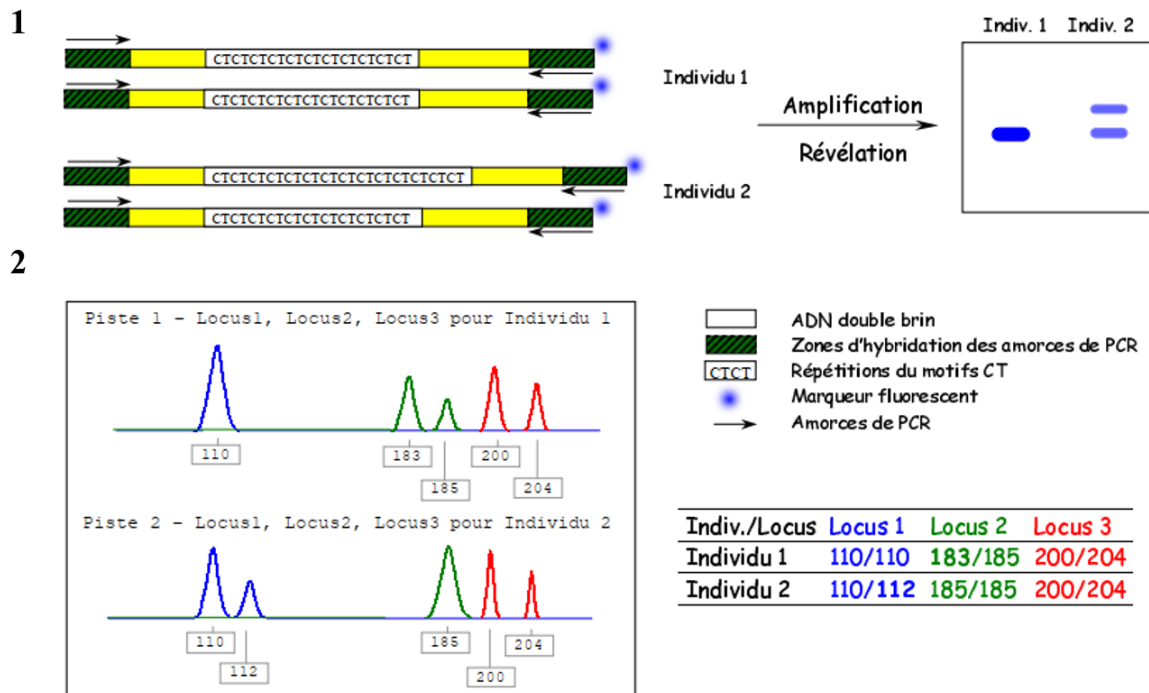 1
CTCTCTCTCTCTCTCTCTCTCT
CTCTCTCTCTCTCTCTCTCTCT
Individu 1
CTCTCTCTCTCTCTCTCTCTCTCTCTCT
CTCTCTCTCTCTCTCTCTCTCT
Individu 2
Amplification
Révélation
Indiv. 1 Indiv. 2
2
Piste 1 – Locus1, Locus2, Locus3 pour Individu 1
110 183 200
185 204
Piste 2 – Locus1, Locus2, Locus3 pour Individu 2
110 185 204
112 200
ADN double brin
Zones d'hybridation des amorces de PCR
CTCT Répétitions du motifs CT
Marqueur fluorescent
Amorces de PCR
Indiv./Locus Locus 1 Locus 2 Locus 3
Individu 1 110/110 183/185 200/204
Individu 2 110/112 185/185 200/204